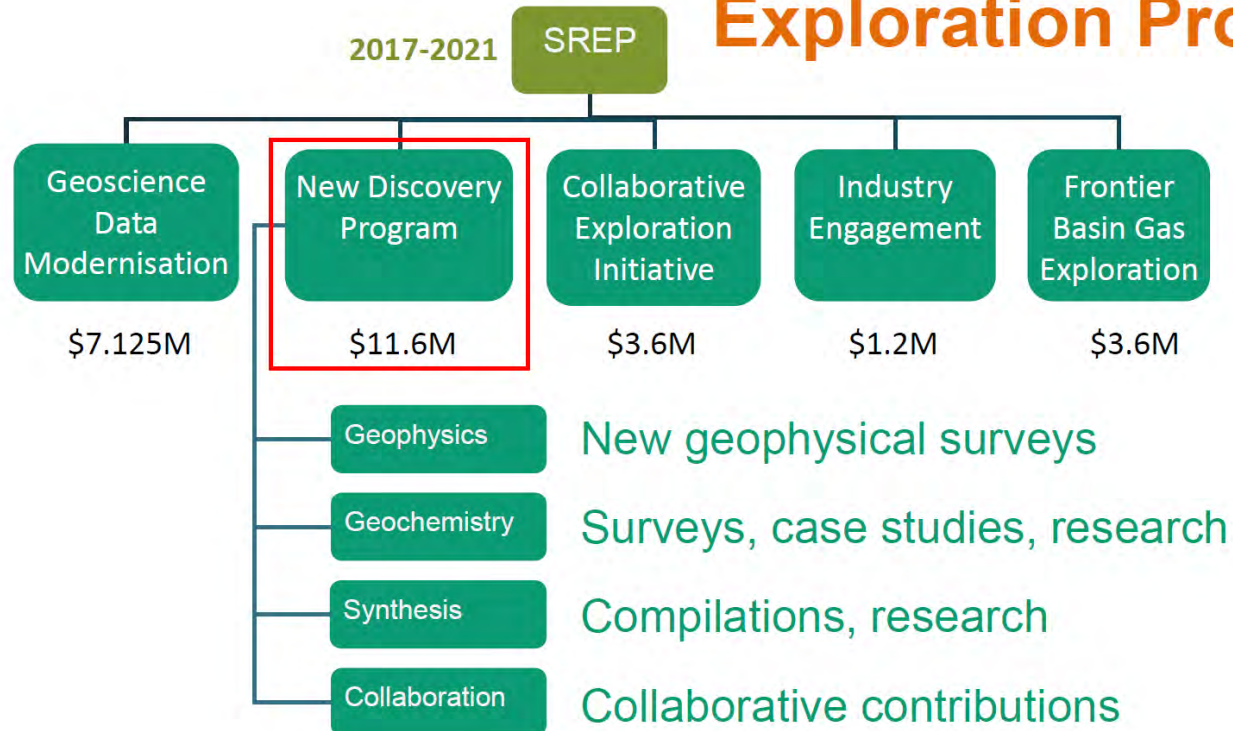 Exploration Pro
2017-2021
SREP
Geoscience
Data
Modernisation
New Discovery
Program
Collaborative
Exploration
Initiative
Industry
Engagement
Frontier
Basin Gas
Exploration
$7.125M
$11.6M
$3.6M
$1.2M
$3.6M
Geophysics
New geophysical surveys
Geochemistry
Surveys, case studies, research
Synthesis
Compilations, research
Collaboration
Collaborative contributions